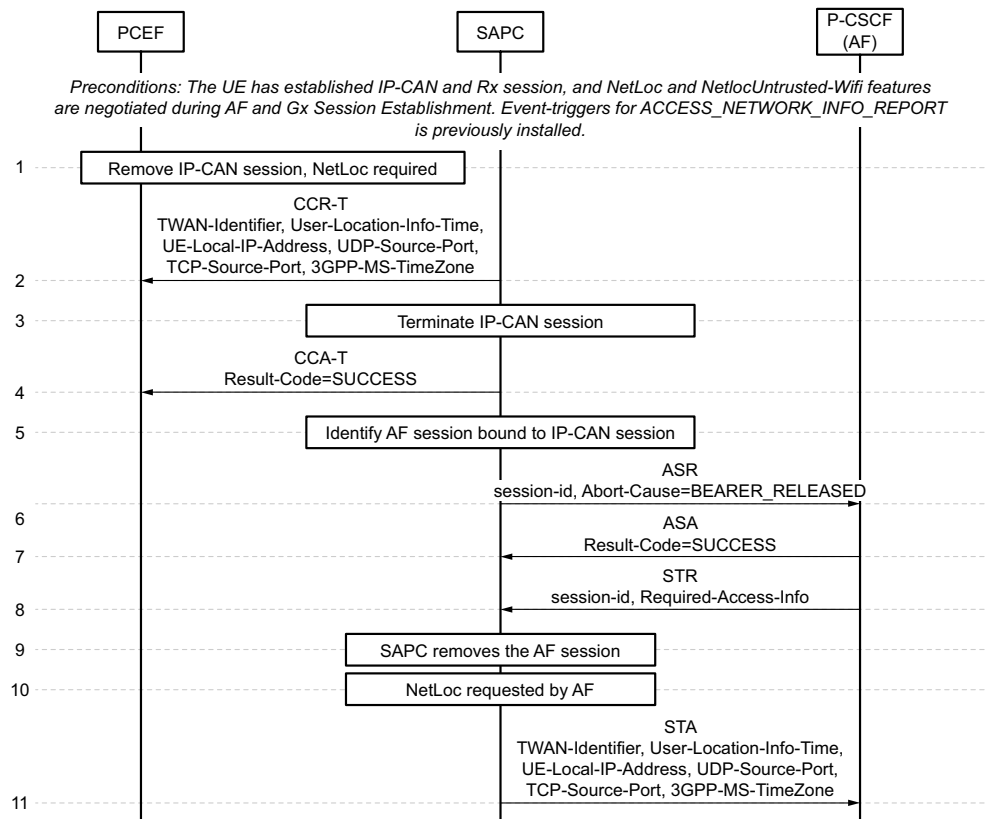 PCEF
SAPC
P-CSCF
(AF)
Preconditions: The UE has established IP-CAN and Rx session, and NetLoc and NetlocUntrusted-Wifi features
are negotiated during AF and Gx Session Establishment. Event-triggers for ACCESS_NETWORK_INFO_REPORT
is previously installed.
1
Remove IP-CAN session, NetLoc required
CCR-T
TWAN-Identifier, User-Location-Info-Time,
UE-Local-IP-Address, UDP-Source-Port,
TCP-Source-Port, 3GPP-MS-TimeZone
2
3
Terminate IP-CAN session
CCA-T
Result-Code=SUCCESS
4
5
Identify AF session bound to IP-CAN session
ASR
session-id, Abort-Cause=BEARER_RELEASED
6
ASA
Result-Code=SUCCESS
7
STR
session-id, Required-Access-Info
8
9
SAPC removes the AF session
10
NetLoc requested by AF
STA
TWAN-Identifier, User-Location-Info-Time,
UE-Local-IP-Address, UDP-Source-Port,
TCP-Source-Port, 3GPP-MS-TimeZone
11